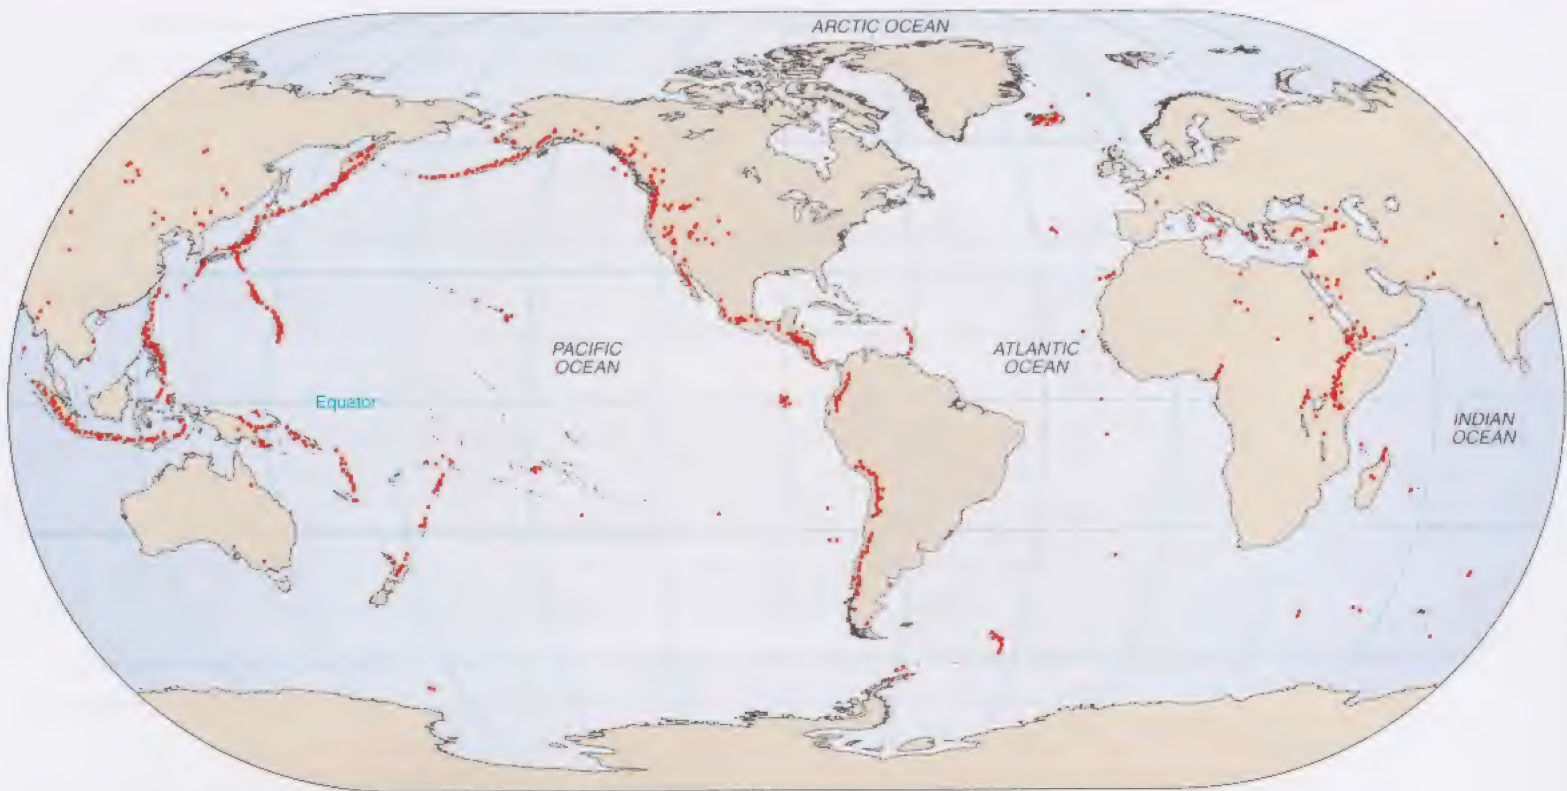 ARCTIC OCEAN
PACIFIC
OCEAN
ATLANTIC
OCEAN
Equator
INDIAN
OCEAN